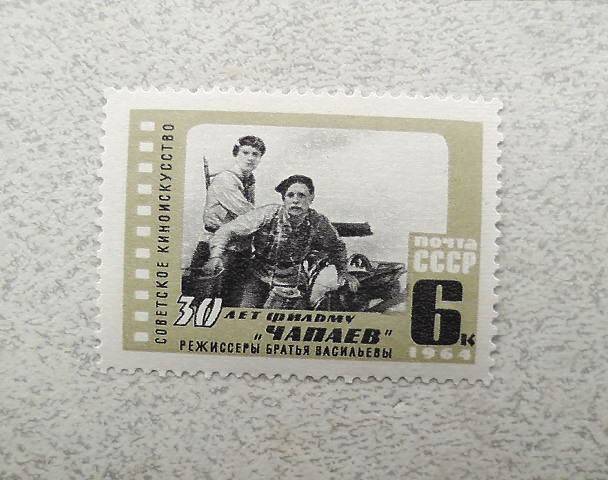 СОВЕТСКОЕ КИНОИСКУССТВО
почта
СССР
6к
1964
30 ЛЕТ ФИЛЬМУ
"ЧАПАЕВ"
РЕЖИССЕРЫ БРАТЬЯ ВАСИЛЬЕВЫ